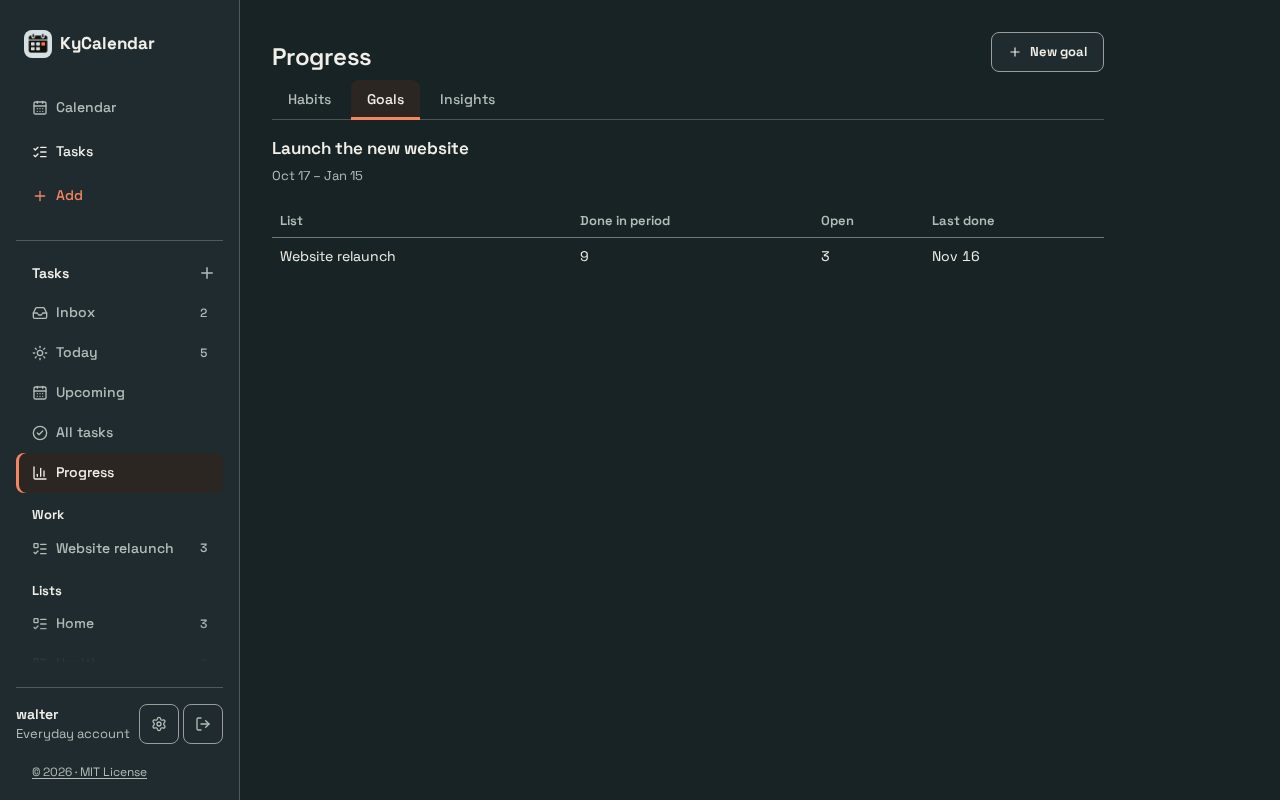 KyCalendar
Calendar
Tasks
Add
Tasks
Inbox 2
Today 5
Upcoming
All tasks
Progress
Work
Website relaunch 3
Lists
Home 3
walter
Everyday account
© 2026 · MIT License
Progress
New goal
Habits Goals Insights
Launch the new website
Oct 17 – Jan 15
List Done in period Open Last done
Website relaunch 9 3 Nov 16